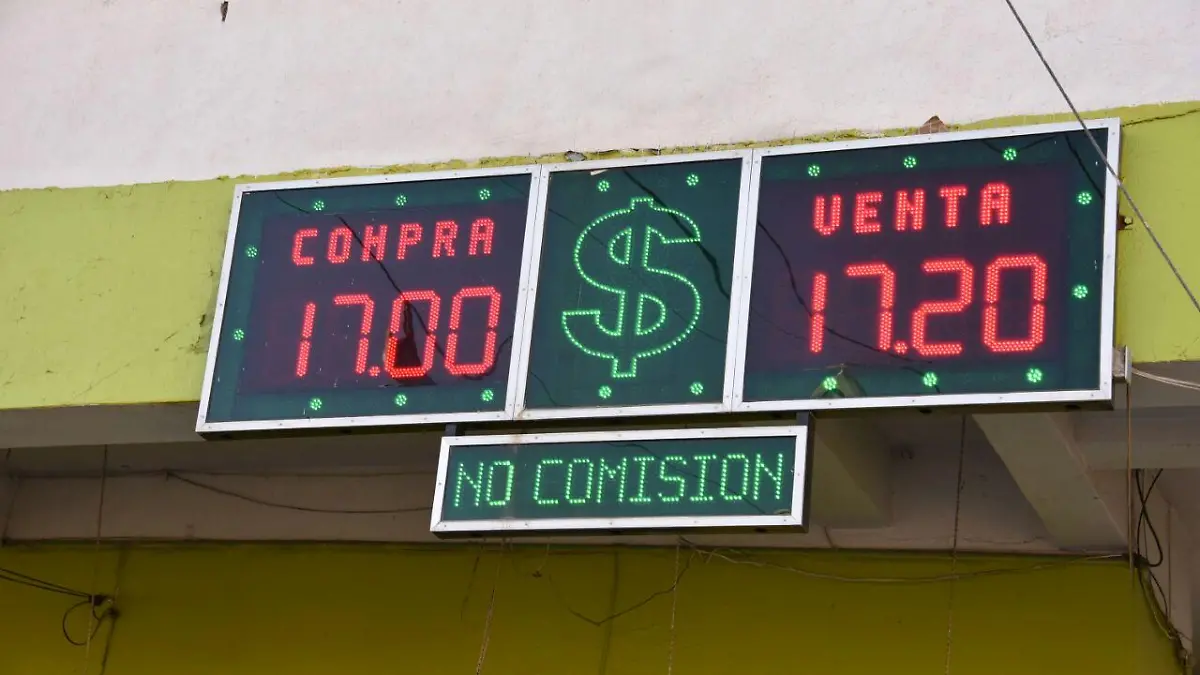 COMPRA
17.00
$
VENTA
17.20
NO COMISION